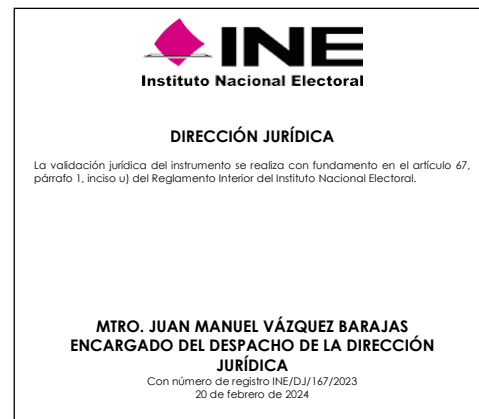 INE
Instituto Nacional Electoral
DIRECCIÓN JURÍDICA
La validación jurídica del instrumento se realiza con fundamento en el artículo 67,
párrafo 1, inciso u) del Reglamento Interior del Instituto Nacional Electoral.
MTRO. JUAN MANUEL VÁZQUEZ BARAJAS
ENCARGADO DEL DESPACHO DE LA DIRECCIÓN
JURÍDICA
Con número de registro INE/DJ/167/2023
20 de febrero de 2024